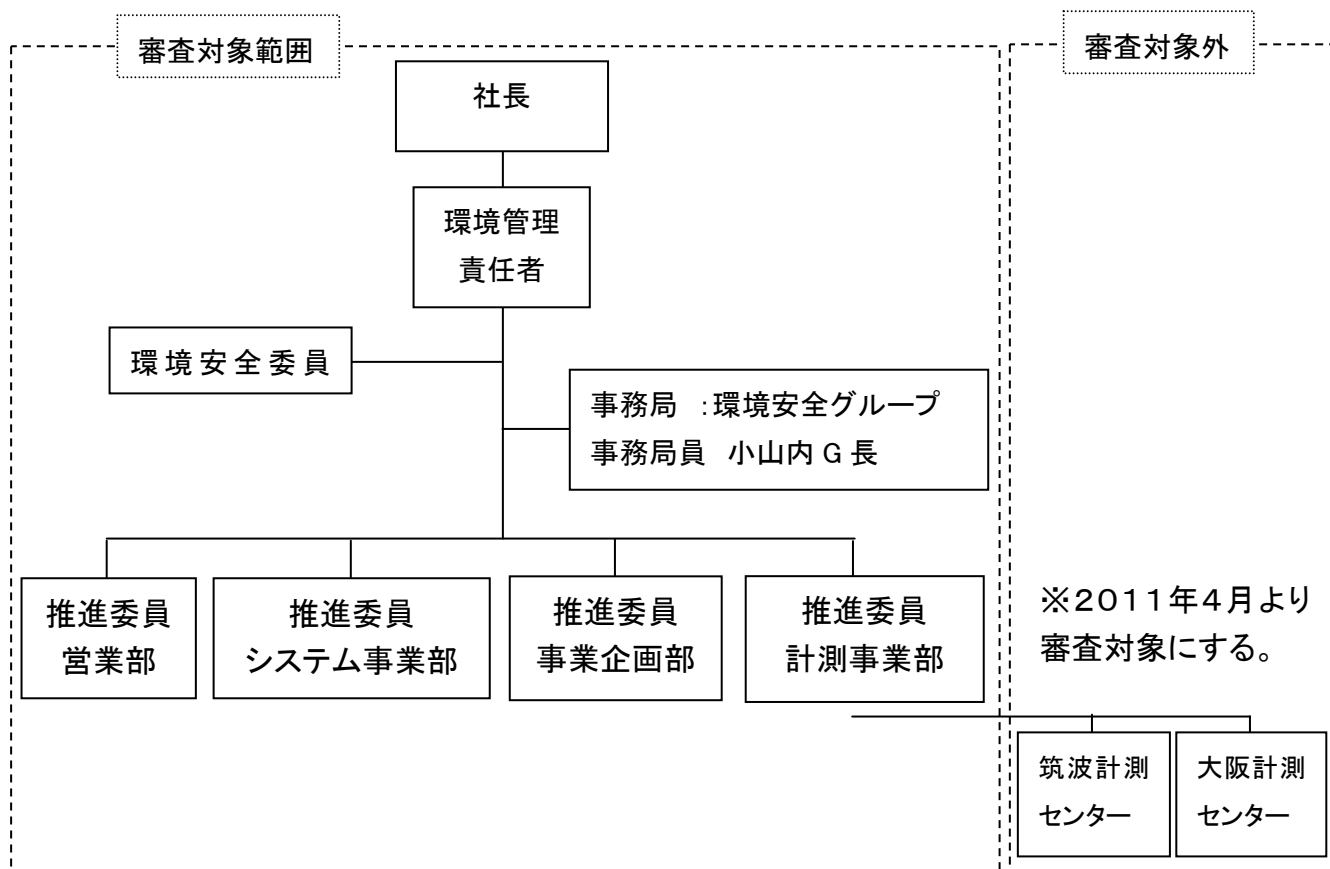 審査対象範囲
審査対象外
社長
環境管理
責任者
環境安全委員
事務局 :環境安全グループ
事務局員 小山内 G 長
推進委員
営業部
推進委員
システム事業部
推進委員
事業企画部
推進委員
計測事業部
※2011年4月より
審査対象にする。
筑波計測
センター
大阪計測
センター